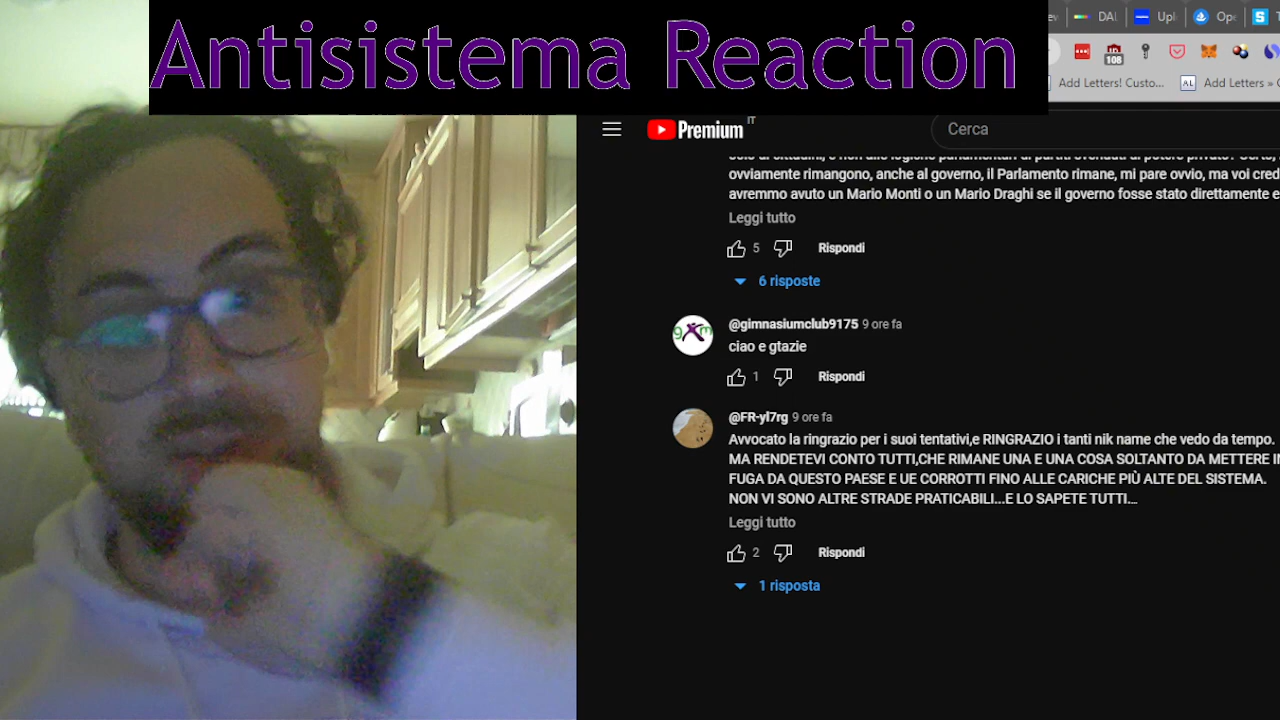 Antisistema Reaction
DAI
Upl
Ope
S
108
Add Letters! Custo...
AL Add Letters »
Premium IT
Cerca
ovviamente rimangono, anche al governo, il Parlamento rimane, mi pare ovvio, ma voi cred
avremmo avuto un Mario Monti o un Mario Draghi se il governo fosse stato direttamente e
Leggi tutto
5 Rispondi
6 risposte
@gimnasiumclub9175 9 ore fa
ciao e gtazie
1 Rispondi
@FR-yl7rg 9 ore fa
Avvocato la ringrazio per i suoi tentativi,e RINGRAZIO i tanti nik name che vedo da tempo.
MA RENDETEVI CONTO TUTTI,CHE RIMANE UNA E UNA COSA SOLTANTO DA METTERE IN
FUGA DA QUESTO PAESE E UE CORROTTI FINO ALLE CARICHE PIÙ ALTE DEL SISTEMA.
NON VI SONO ALTRE STRADE PRATICABILI...E LO SAPETE TUTTI...
Leggi tutto
2 Rispondi
1 risposta